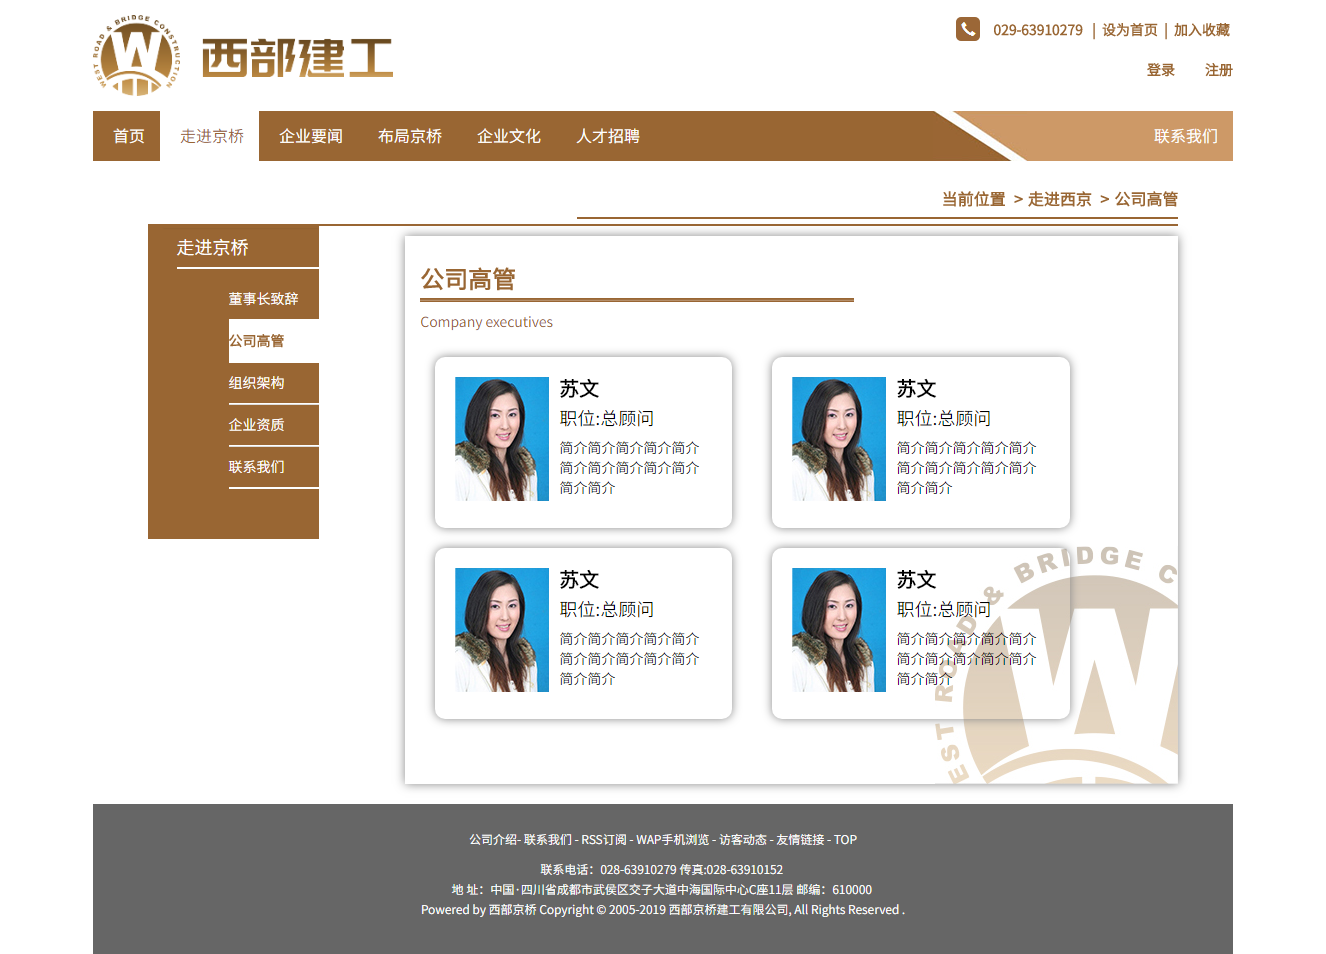 WEST ROAD & BRIDGE CONSTRUCTION
西部建工
029-63910279 | 设为首页 | 加入收藏
登录 注册
首页 走进京桥 企业要闻 布局京桥 企业文化 人才招聘 联系我们
当前位置 > 走进西京 > 公司高管
走进京桥
董事长致辞
公司高管
组织架构
企业资质
联系我们
公司高管
Company executives
苏文
职位:总顾问
简介简介简介简介简介
简介简介简介简介简介
简介简介
苏文
职位:总顾问
简介简介简介简介简介
简介简介简介简介简介
简介简介
苏文
职位:总顾问
简介简介简介简介简介
简介简介简介简介简介
简介简介
苏文
职位:总顾问
简介简介简介简介简介
简介简介简介简介简介
简介简介
EST ROAD & BRIDGE C
公司介绍- 联系我们 - RSS订阅 - WAP手机浏览 - 访客动态 - 友情链接 - TOP
联系电话：028-63910279 传真:028-63910152
地 址：中国·四川省成都市武侯区交子大道中海国际中心C座11层 邮编：610000
Powered by 西部京桥 Copyright © 2005-2019 西部京桥建工有限公司, All Rights Reserved .